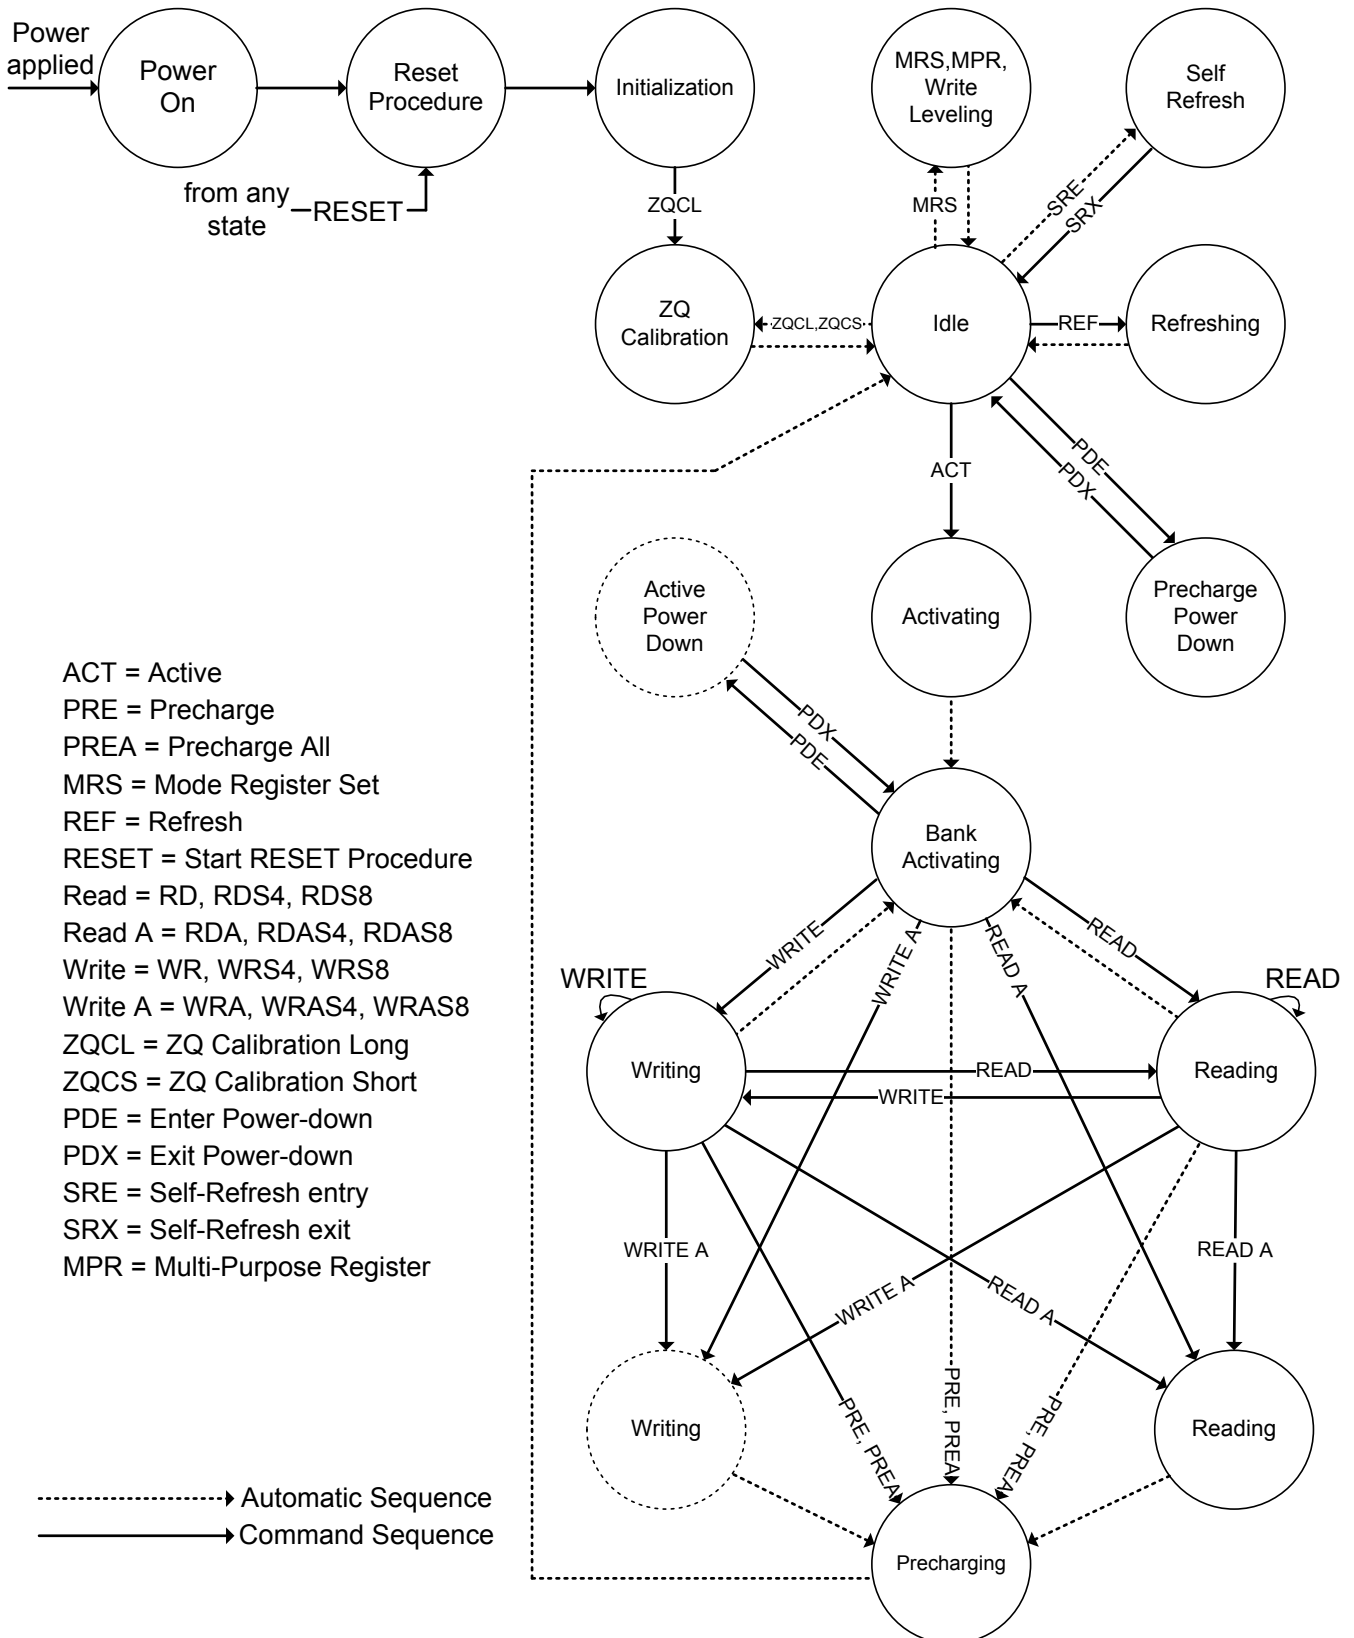 Power
applied
Power
On
Reset
Procedure
Initialization
MRS,MPR,
Write
Leveling
Self
Refresh
from any
state
RESET
ZQCL
MRS
SRE
SRX
ZQ
Calibration
ZQCL,ZQCS
Idle
REF
Refreshing
ACT
PDE
PDX
Active
Power
Down
Activating
Precharge
Power
Down
PDX
PDE
ACT = Active
PRE = Precharge
PREA = Precharge All
MRS = Mode Register Set
REF = Refresh
RESET = Start RESET Procedure
Read = RD, RDS4, RDS8
Read A = RDA, RDAS4, RDAS8
Write = WR, WRS4, WRS8
Write A = WRA, WRAS4, WRAS8
ZQCL = ZQ Calibration Long
ZQCS = ZQ Calibration Short
PDE = Enter Power-down
PDX = Exit Power-down
SRE = Self-Refresh entry
SRX = Self-Refresh exit
MPR = Multi-Purpose Register
Bank
Activating
WRITE
WRITE A
READ A
READ
WRITE
READ
Writing
READ
WRITE
Reading
WRITE A
WRITE A
READ A
READ A
PRE, PREA
PRE, PREA
PRE, PREA
Writing
Reading
Precharging
Automatic Sequence
Command Sequence